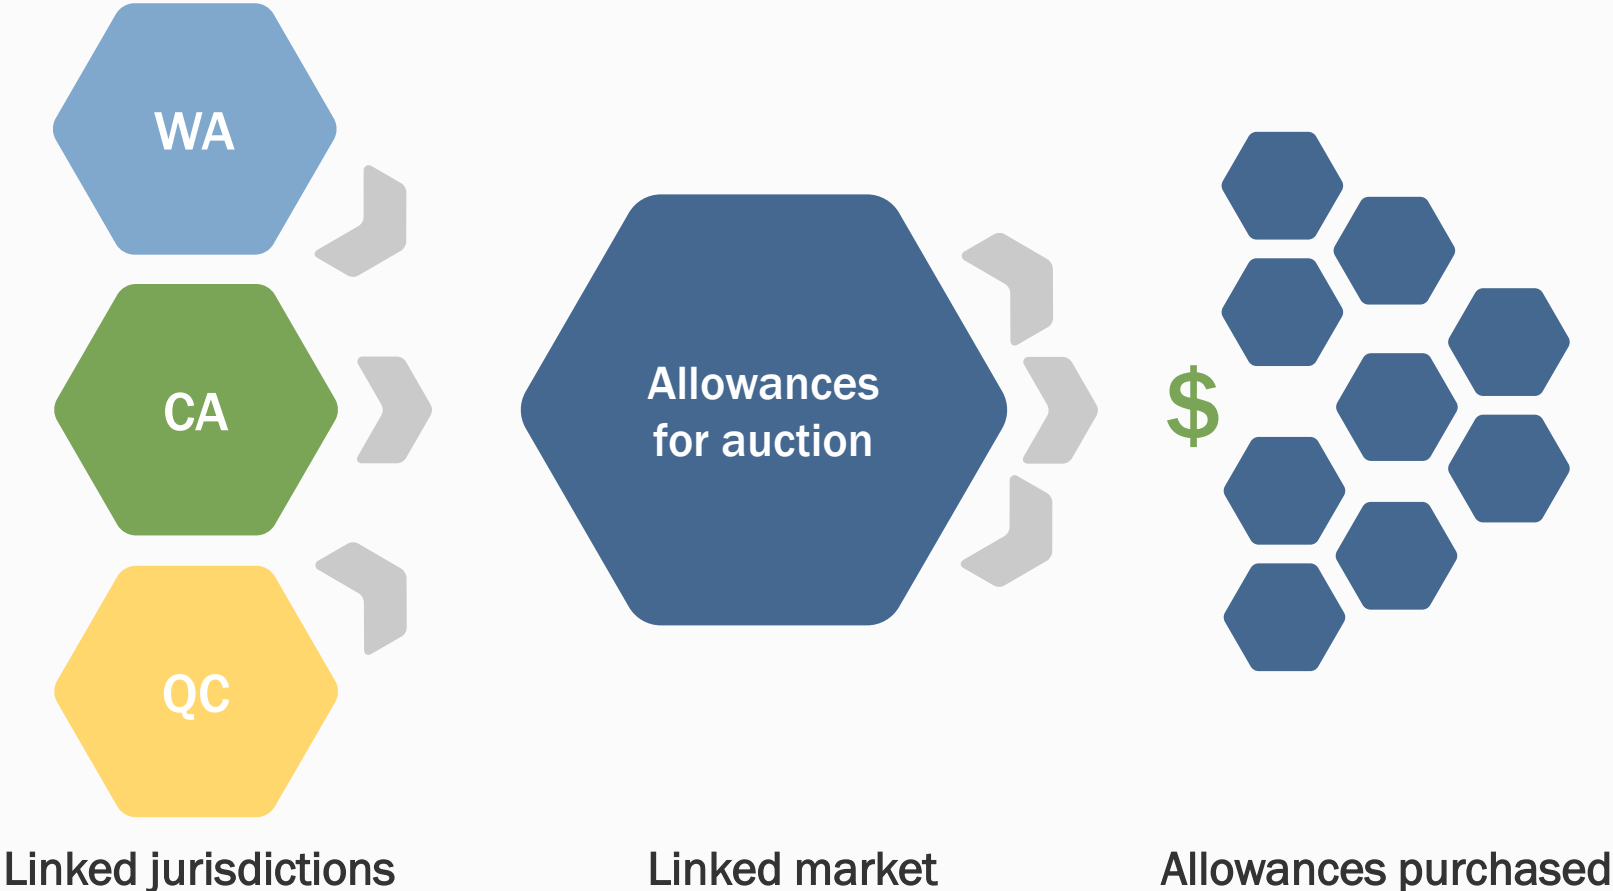 WA
CA
QC
Allowances
for auction
$
Linked jurisdictions
Linked market
Allowances purchased